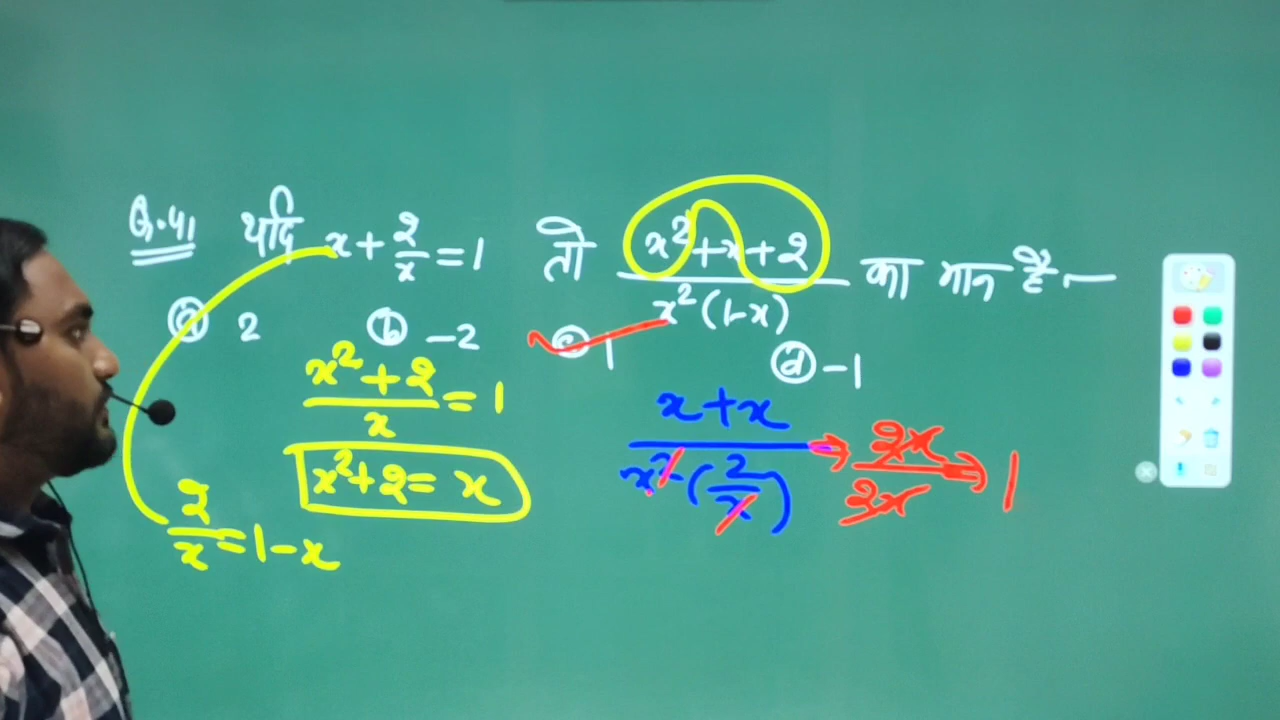 Q.41 यदि x + 2/x = 1 तो (x² + x + 2)/(x²(1-x)) का मान है :—
(a) 2 (b) -2 (c) 1 (d) -1
(x² + 2)/x = 1
x² + 2 = x
2/x = 1 - x
(x + x)/(x² · (2/x)) → 2x/2x → 1